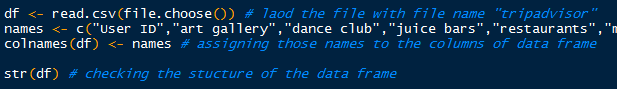 df <- read.csv(file.choose()) # laod the file with file name "tripadvisor"
names <- c("User ID","art gallery","dance club","juice bars","restaurants","m
colnames(df) <- names # assigning those names to the columns of data frame
str(df) # checking the stucture of the data frame